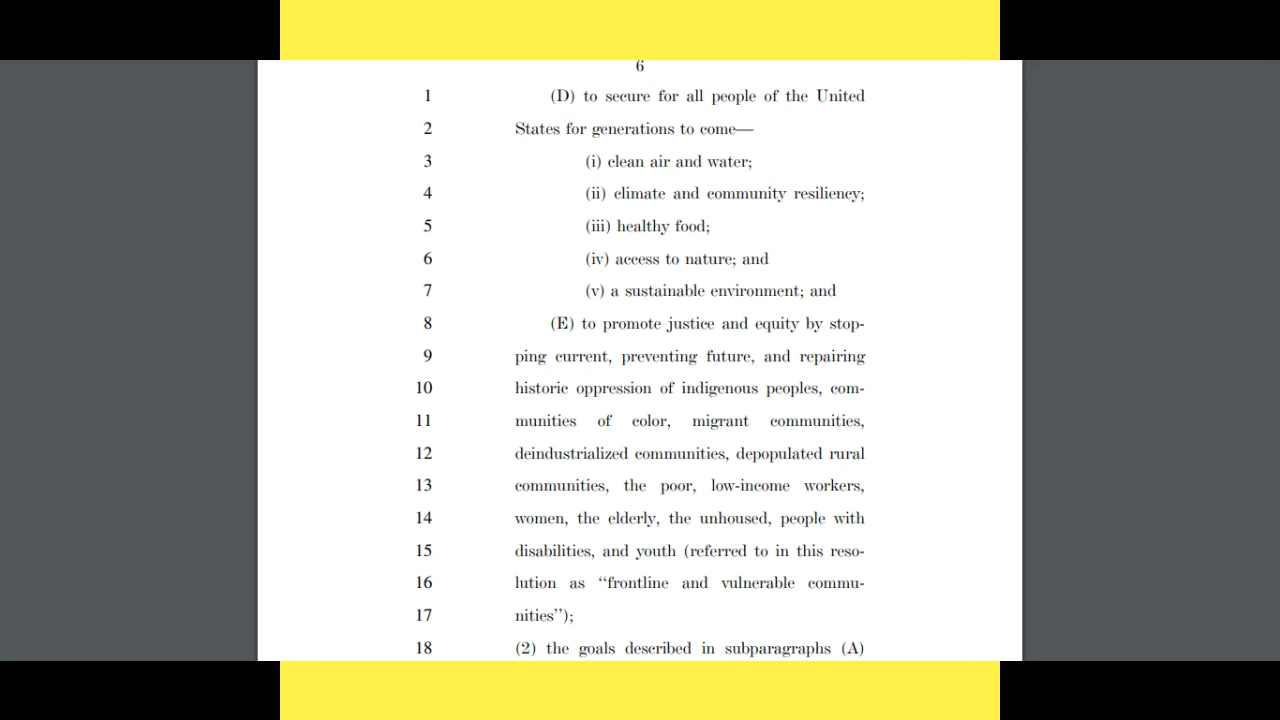 6
1 (D) to secure for all people of the United
2 States for generations to come—
3 (i) clean air and water;
4 (ii) climate and community resiliency;
5 (iii) healthy food;
6 (iv) access to nature; and
7 (v) a sustainable environment; and
8 (E) to promote justice and equity by stop-
9 ping current, preventing future, and repairing
10 historic oppression of indigenous peoples, com-
11 munities of color, migrant communities,
12 deindustrialized communities, depopulated rural
13 communities, the poor, low-income workers,
14 women, the elderly, the unhoused, people with
15 disabilities, and youth (referred to in this reso-
16 lution as ‘‘frontline and vulnerable commu-
17 nities’’);
18 (2) the goals described in subparagraphs (A)